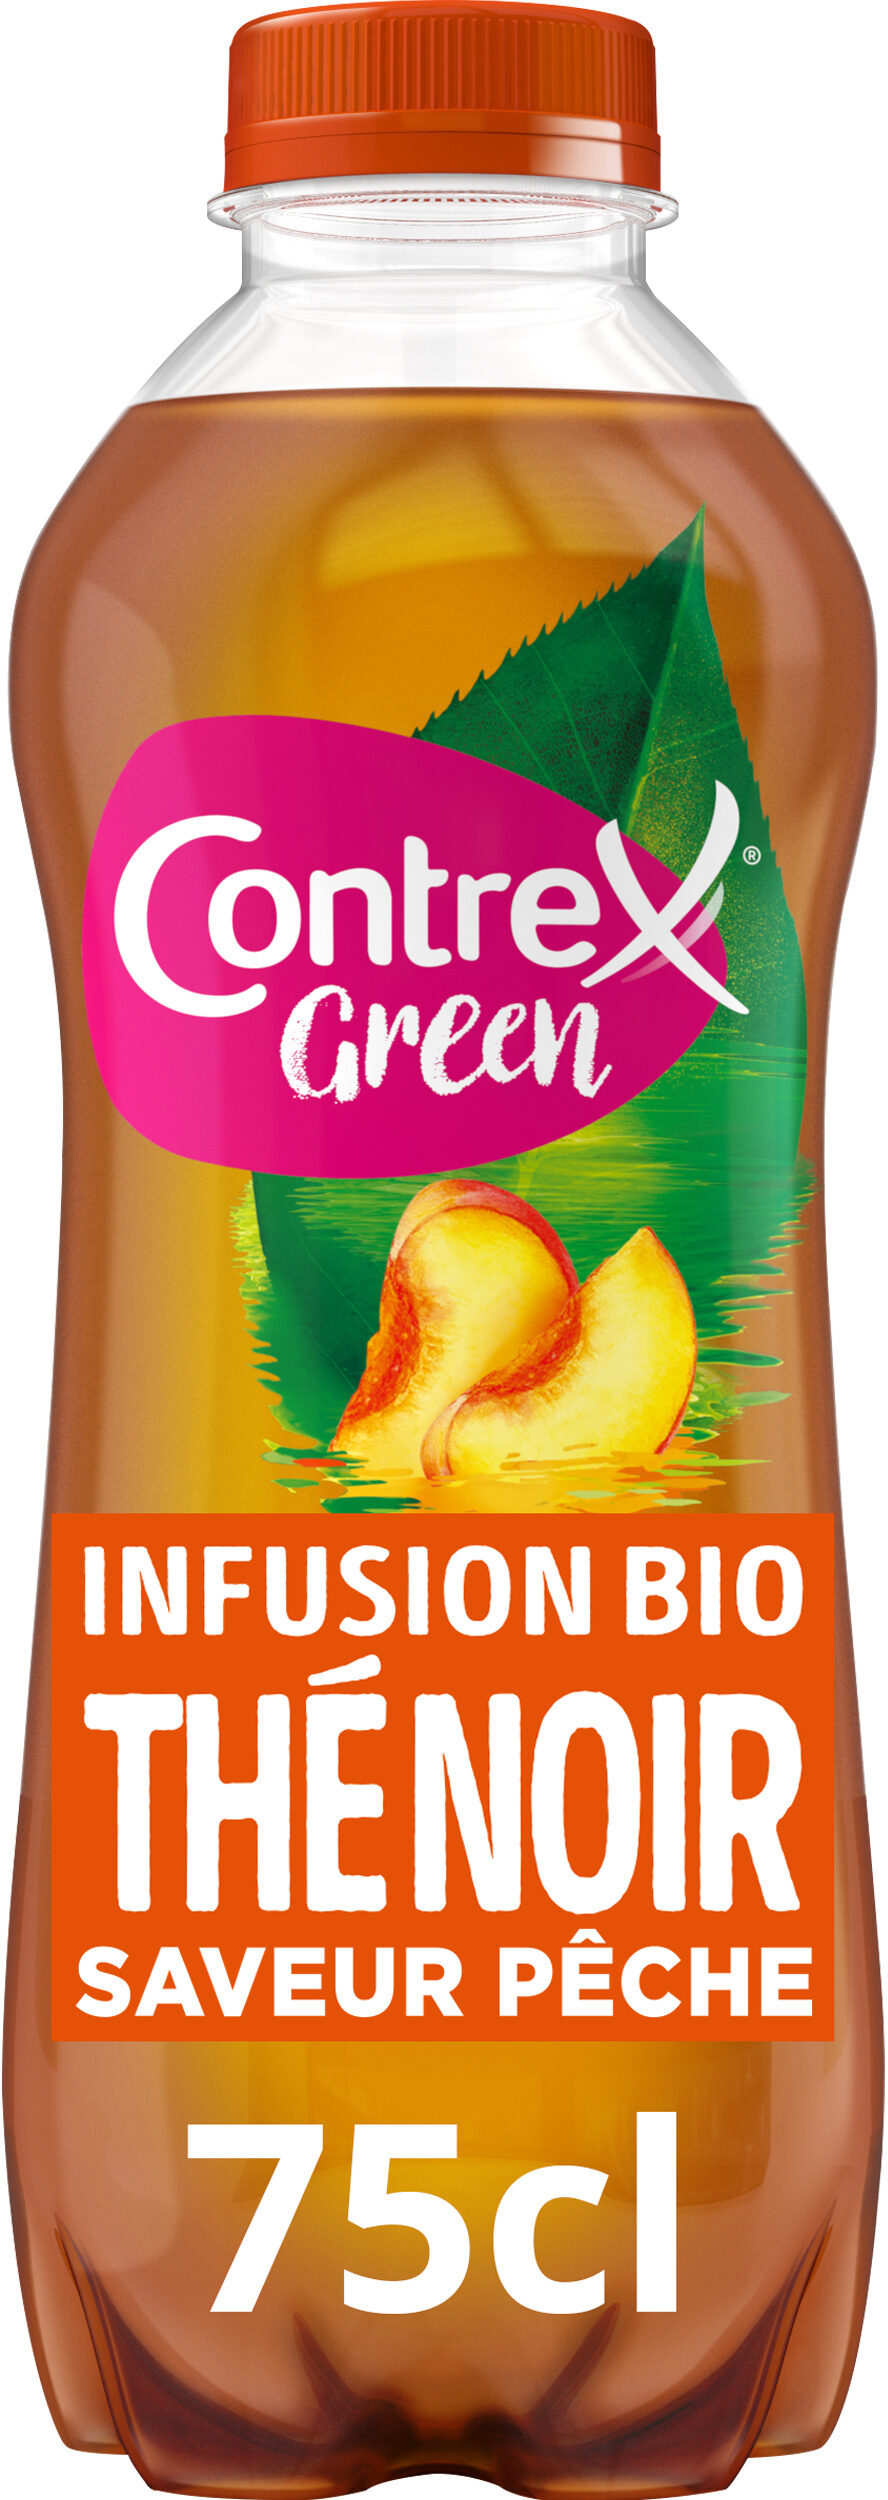 Contrex®
Green
INFUSION BIO
THÉ NOIR
SAVEUR PÊCHE
75cl